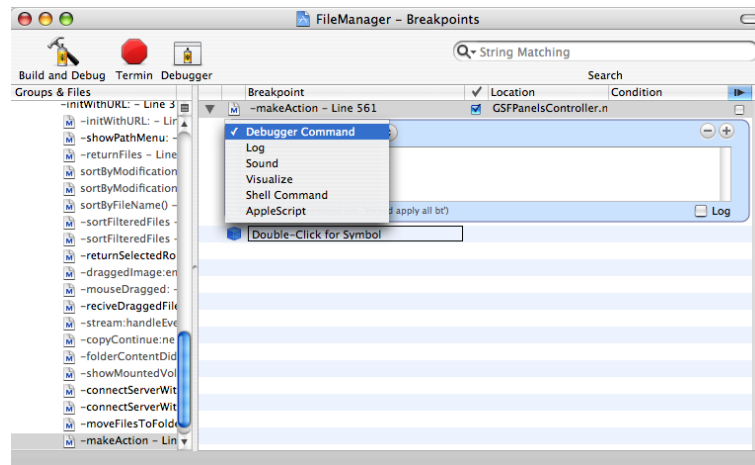 FileManager – Breakpoints
String Matching
Build and Debug Termin Debugger Search
Groups & Files Breakpoint ✓ Location Condition
-initWithURL: - Line 3
-makeAction - Line 561 GSFPanelsController.n
-initWithURL: - Lin
-showPathMenu: -
-returnFiles - Line
sortByModification
sortByModification
sortByFileName() -
-sortFilteredFiles -
-sortFilteredFiles -
-returnSelectedRo
-draggedImage:en
-mouseDragged: -
-reciveDraggedFile
-stream:handleEve
-copyContinue:ne
-folderContentDid
-showMountedVol
-connectServerWit
-connectServerWit
-moveFilesToFolde
-makeAction - Lin
✓ Debugger Command
Log
Sound
Visualize
Shell Command
AppleScript
apply all bt')
Log
Double-Click for Symbol